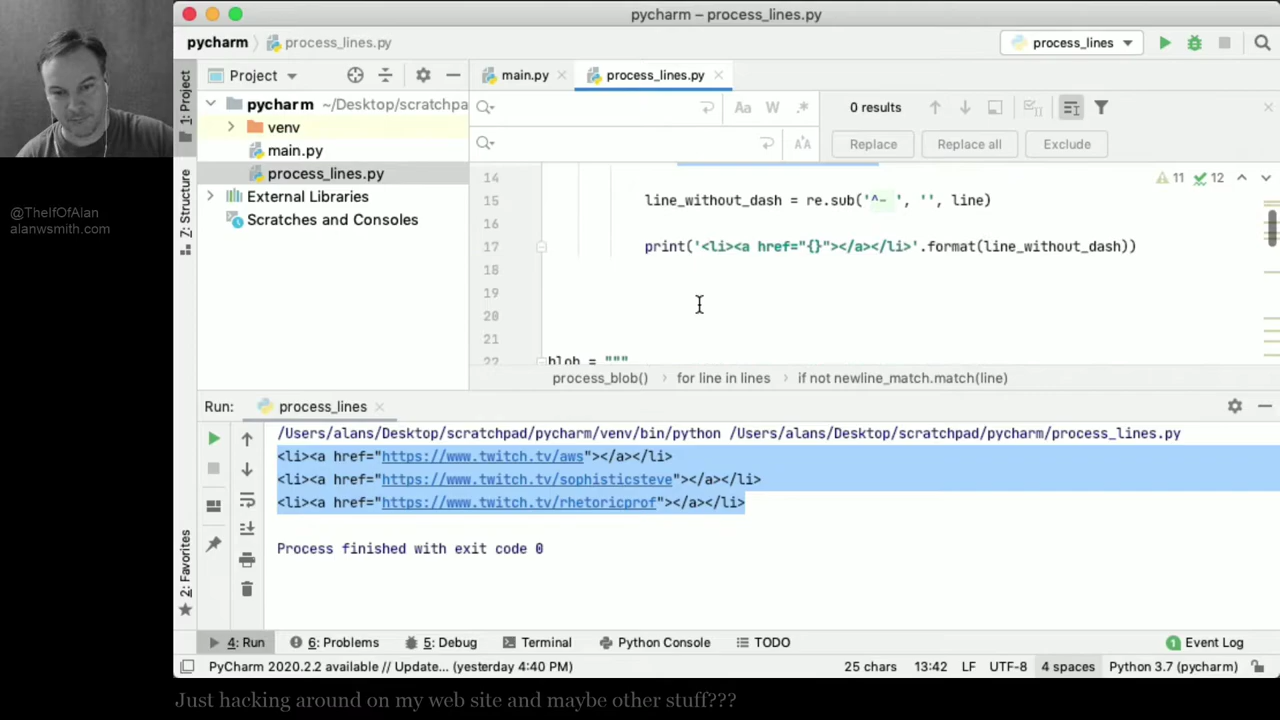 pycharm – process_lines.py
pycharm
process_lines.py
process_lines
1: Project
Project
main.py
process_lines.py
pycharm ~/Desktop/scratchpa
venv
main.py
process_lines.py
External Libraries
Scratches and Consoles
Aa
W
.*
0 results
Replace
Replace all
Exclude
@TheIfOfAlan
alanwsmith.com
Z: Structure
11
12
14
15 line_without_dash = re.sub('^- ', '', line)
16
17 print('<li><a href="{}"></a></li>'.format(line_without_dash))
18
19
20
21
22 blob = """
process_blob()
for line in lines
if not newline_match.match(line)
Run:
process_lines
/Users/alans/Desktop/scratchpad/pycharm/venv/bin/python /Users/alans/Desktop/scratchpad/pycharm/process_lines.py
<li><a href="https://www.twitch.tv/aws"></a></li>
<li><a href="https://www.twitch.tv/sophisticsteve"></a></li>
<li><a href="https://www.twitch.tv/rhetoricprof"></a></li>
Process finished with exit code 0
2: Favorites
4: Run
6: Problems
5: Debug
Terminal
Python Console
TODO
1 Event Log
PyCharm 2020.2.2 available // Update... (yesterday 4:40 PM)
25 chars
13:42
LF
UTF-8
4 spaces
Python 3.7 (pycharm)
Just hacking around on my web site and maybe other stuff???